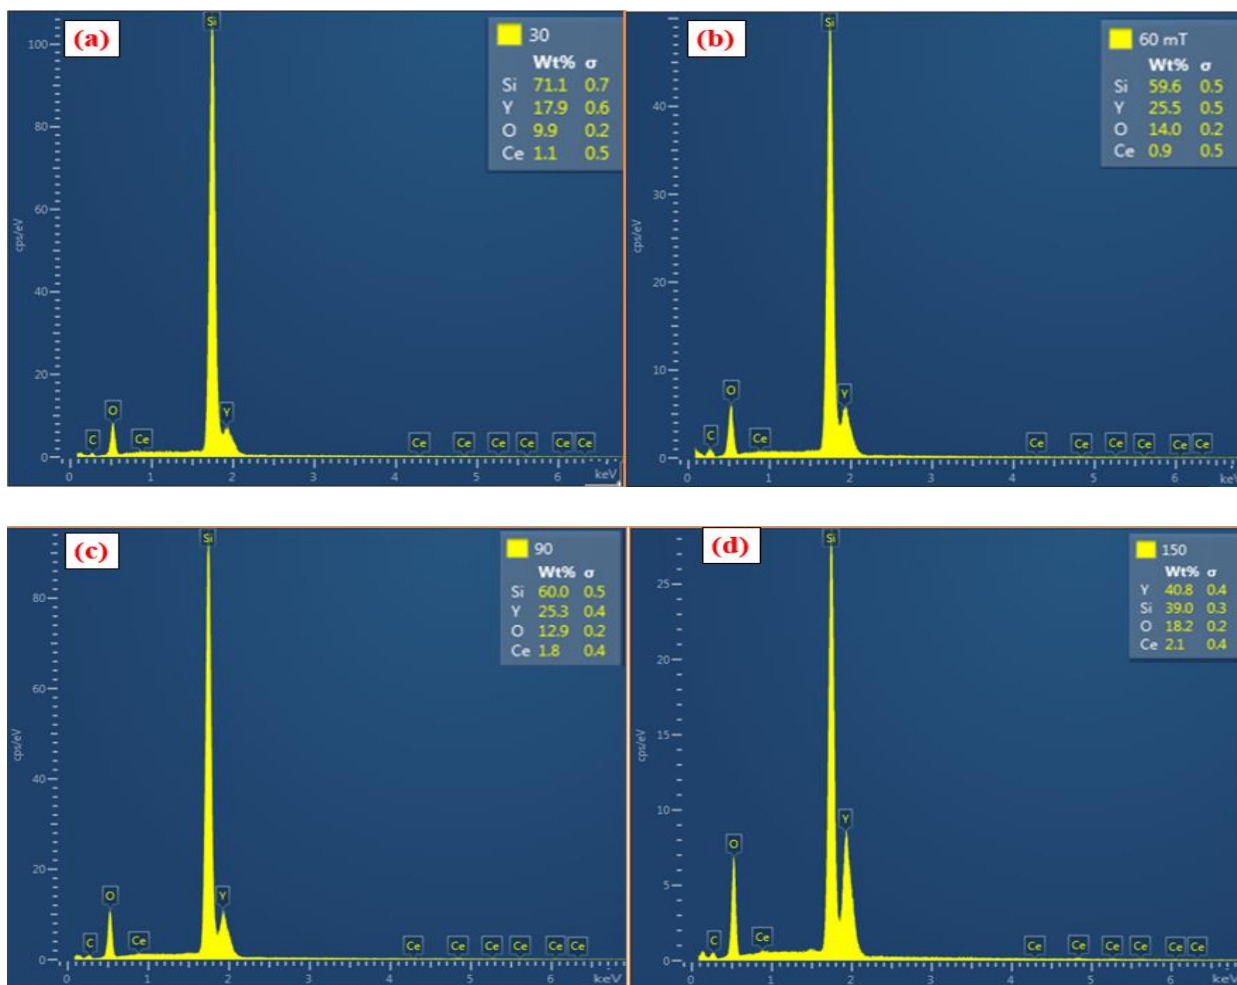 (a)
Si
30
Wt% σ
Si 71.1 0.7
Y 17.9 0.6
O 9.9 0.2
Ce 1.1 0.5
100
80
60
40
20
0
cps/eV
C O Ce Y Ce Ce Ce Ce Ce Ce
0 1 2 3 4 5 6 keV
(b)
Si
60 mT
Wt% σ
Si 59.6 0.5
Y 25.5 0.5
O 14.0 0.2
Ce 0.9 0.5
40
30
20
10
0
cps/eV
C O Ce Y Ce Ce Ce Ce Ce Ce
0 1 2 3 4 5 6 keV
(c)
Si
90
Wt% σ
Si 60.0 0.5
Y 25.3 0.4
O 12.9 0.2
Ce 1.8 0.4
80
60
40
20
0
cps/eV
C O Ce Y Ce Ce Ce Ce Ce Ce
0 1 2 3 4 5 6 keV
(d)
Si
150
Wt% σ
Y 40.8 0.4
Si 39.0 0.3
O 18.2 0.2
Ce 2.1 0.4
25
20
15
10
5
0
cps/eV
C O Ce Y Ce Ce Ce Ce Ce Ce
0 1 2 3 4 5 6 keV